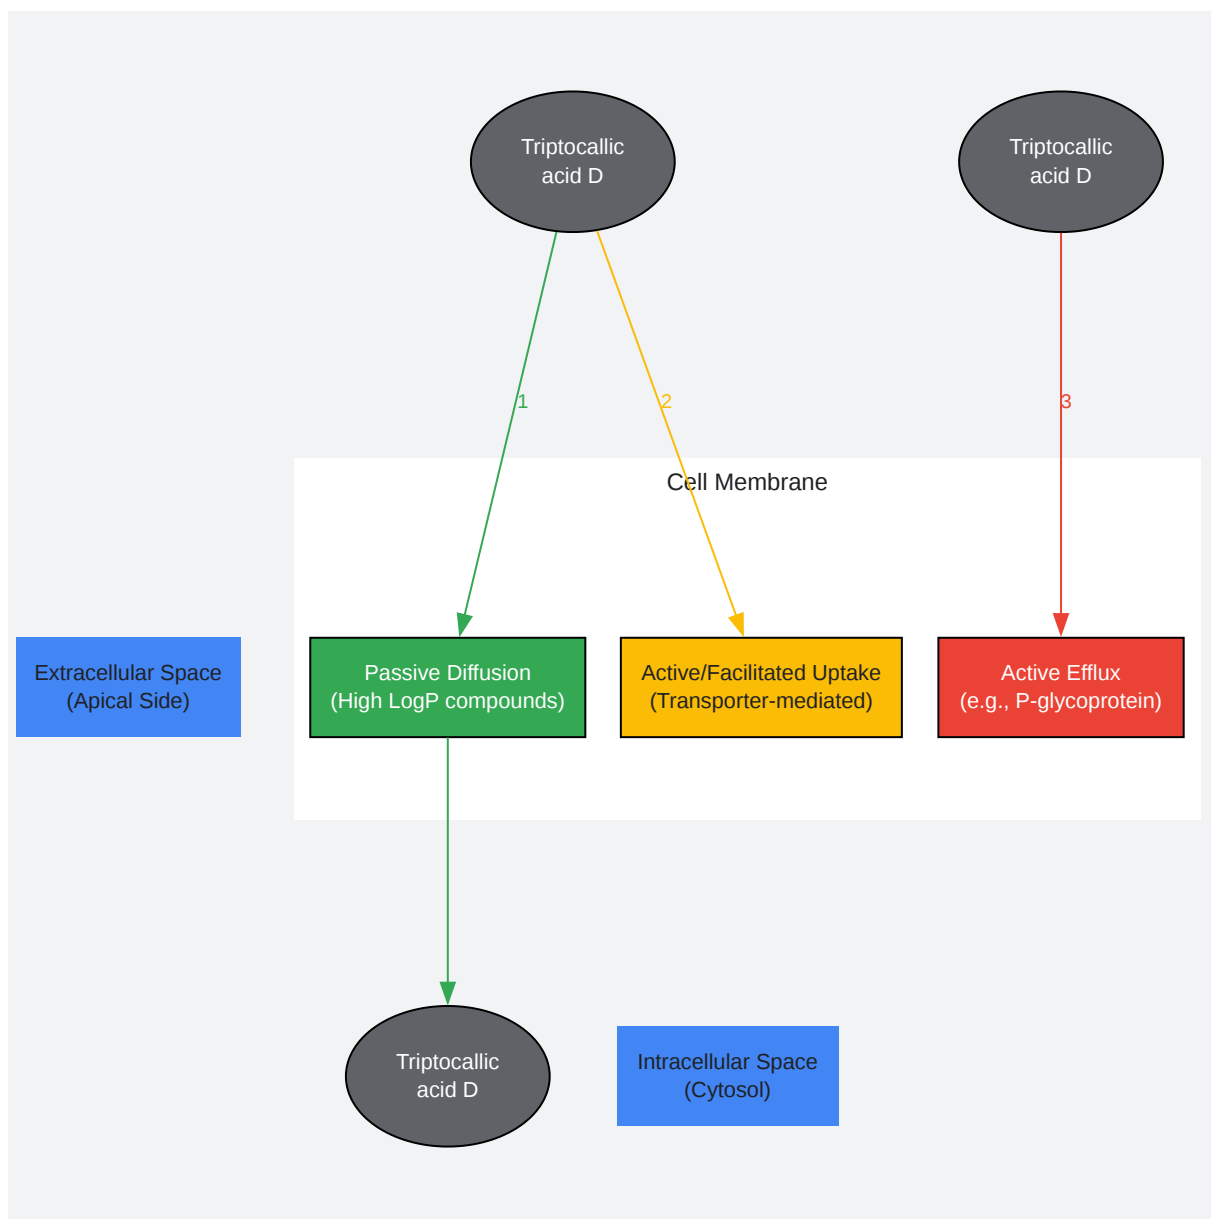 Triptocallic
acid D
Triptocallic
acid D
1
2
3
Cell Membrane
Extracellular Space
(Apical Side)
Passive Diffusion
(High LogP compounds)
Active/Facilitated Uptake
(Transporter-mediated)
Active Efflux
(e.g., P-glycoprotein)
Triptocallic
acid D
Intracellular Space
(Cytosol)